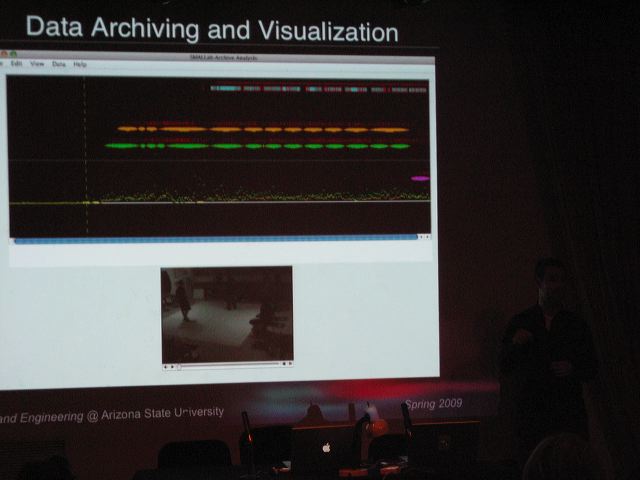 Data Archiving and Visualization
SMALLab Archive Analysis
Edit View Data Help
and Engineering @ Arizona State University
Spring 2009